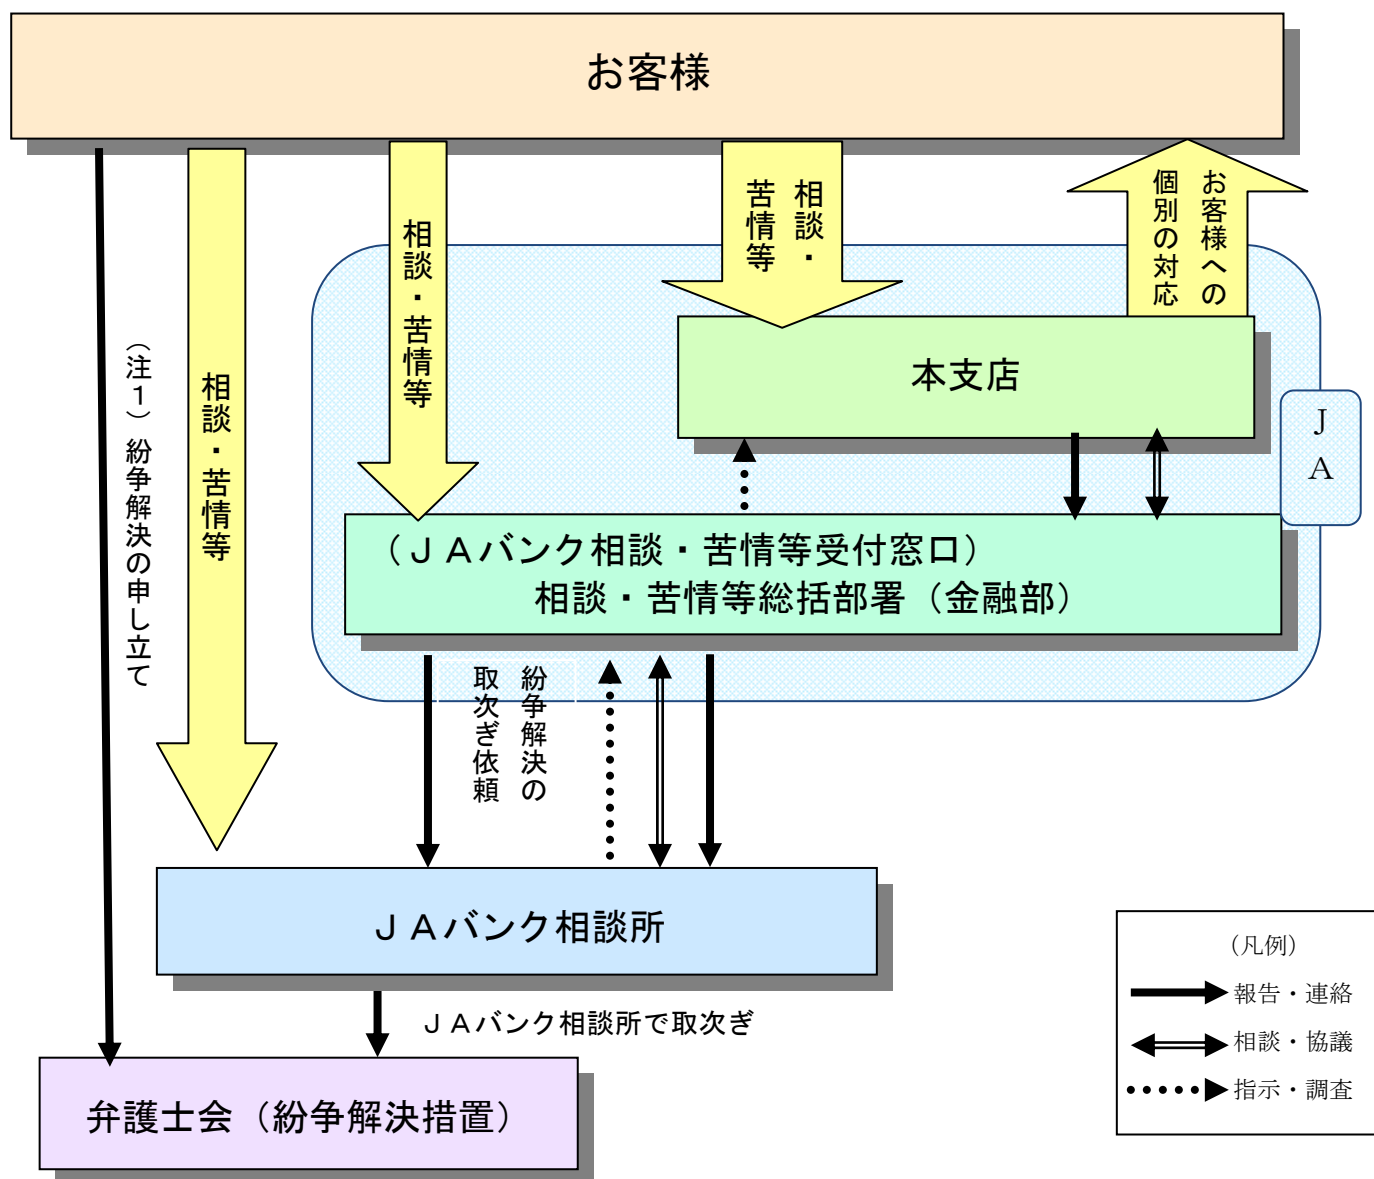 お客様
(注１)紛争解決の申し立て
相談・苦情等
相談・苦情等
相談・
苦情等
お客様への
個別の対応
本支店
ＪＡ
（ＪＡバンク相談・苦情等受付窓口）
相談・苦情等総括部署（金融部）
紛争解決の
取次ぎ依頼
ＪＡバンク相談所
ＪＡバンク相談所で取次ぎ
弁護士会（紛争解決措置）
(凡例)
報告・連絡
相談・協議
指示・調査